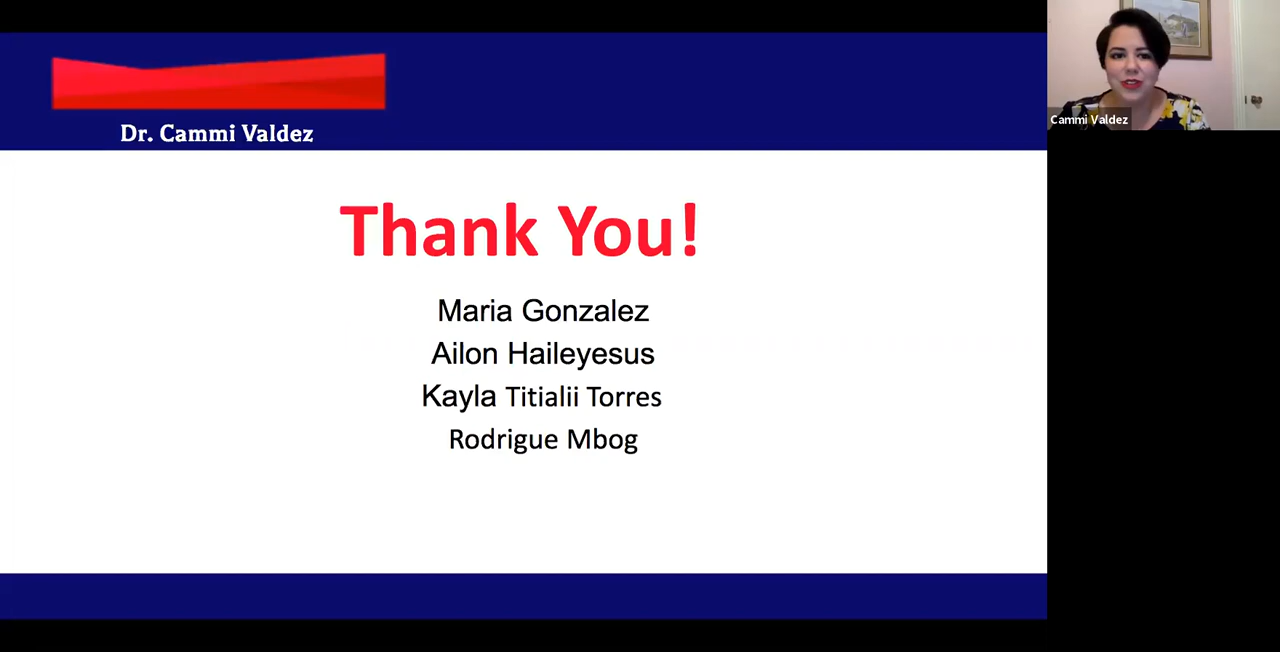 Dr. Cammi Valdez
Cammi Valdez
Thank You!
Maria Gonzalez
Ailon Haileyesus
Kayla Titialii Torres
Rodrigue Mbog